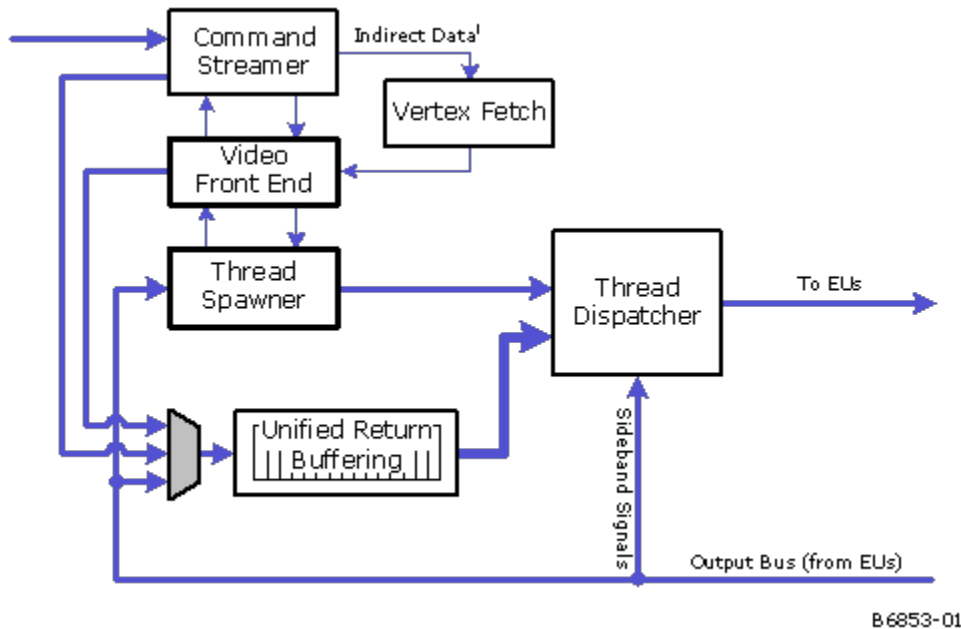 Command
Streamer
Indirect Data¹
Vertex Fetch
Video
Front End
Thread
Spawner
Thread
Dispatcher
To EUs
Unified Return
Buffering
Sideband Signals
Output Bus (from EUs)
B6853-01